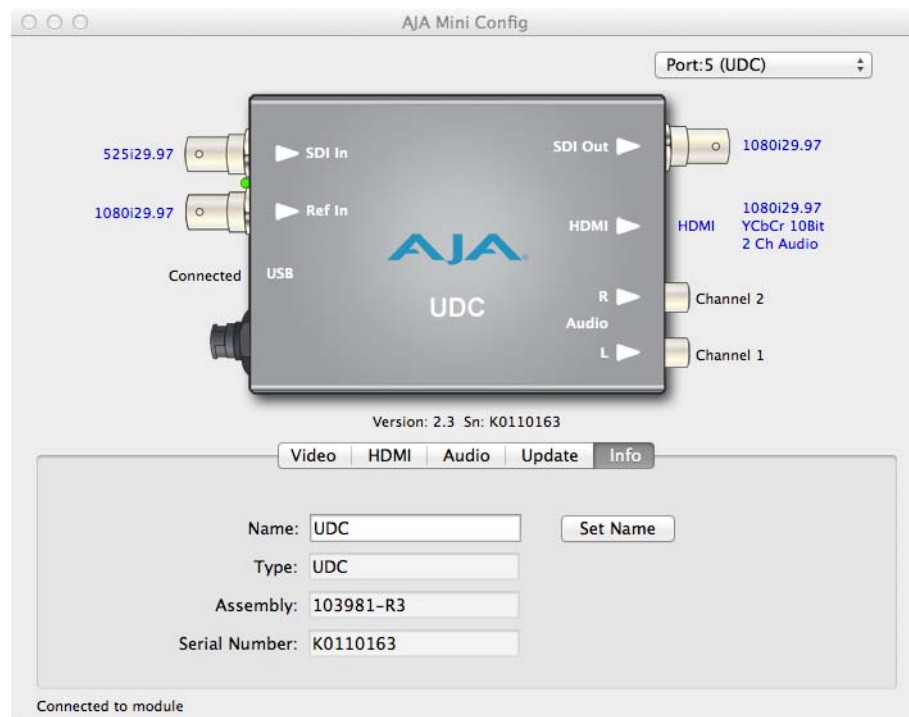 AJA Mini Config
Port:5 (UDC)
525i29.97
SDI In
SDI Out
1080i29.97
1080i29.97
Ref In
HDMI
HDMI
1080i29.97
YCbCr 10Bit
2 Ch Audio
Connected
USB
AJA
UDC
R
Channel 2
Audio
L
Channel 1
Version: 2.3 Sn: K0110163
Video HDMI Audio Update Info
Name: UDC Set Name
Type: UDC
Assembly: 103981-R3
Serial Number: K0110163
Connected to module